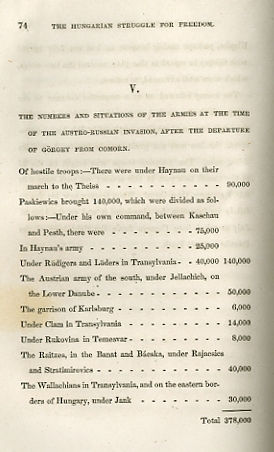 74 THE HUNGARIAN STRUGGLE FOR FREEDOM.
V.
THE NUMBERS AND SITUATIONS OF THE ARMIES AT THE TIME
OF THE AUSTRO-RUSSIAN INVASION, AFTER THE DEPARTURE
OF GÖRGEY FROM COMORN.
Of hostile troops:—There were under Haynau on their
march to the Theiss - - - - - - - - - - 90,000
Paskiewics brought 140,000, which were divided as fol-
lows:—Under his own command, between Kaschau
and Pesth, there were - - - - - - - 75,000
In Haynau's army - - - - - - - - - 25,000
Under Rüdigers and Lüders in Transylvania - - 40,000 140,000
The Austrian army of the south, under Jellachich, on
the Lower Danube - - - - - - - - - - - 50,000
The garrison of Karlsburg - - - - - - - - - 6,000
Under Clam in Transylvania - - - - - - - - 14,000
Under Rukovina in Temesvar - - - - - - - - 8,000
The Raitzes, in the Banat and Bácska, under Rajacsics
and Stratimirovics - - - - - - - - - - - 40,000
The Wallachians in Transylvania, and on the eastern bor-
ders of Hungary, under Jank - - - - - - - 30,000
Total 378,000